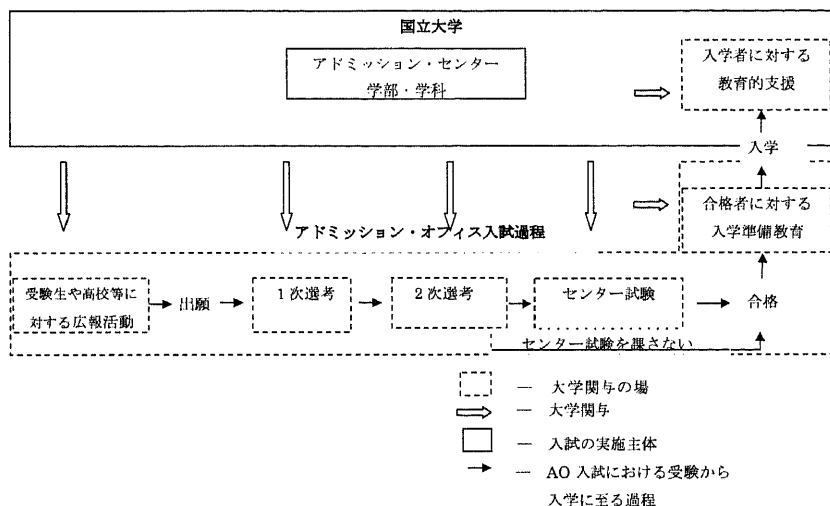 国立大学
アドミッション・センター
学部・学科
入学者に対する
教育的支援
入学
合格者に対する
入学準備教育
アドミッション・オフィス入試過程
受験生や高校等に
対する広報活動
出願
1次選考
2次選考
センター試験
合格
センター試験を課さない
― 大学関与の場
― 大学関与
― 入試の実施主体
― AO 入試における受験から
入学に至る過程